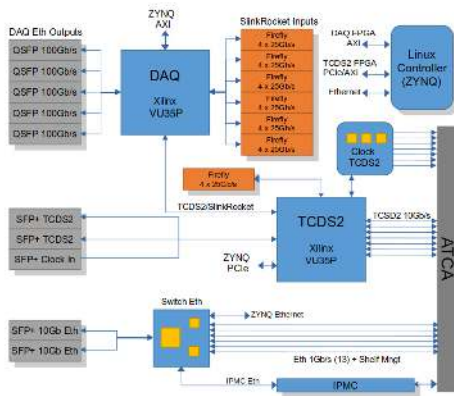 DAQ Eth Outputs
QSFP 100Gb/s
QSFP 100Gb/s
QSFP 100Gb/s
QSFP 100Gb/s
QSFP 100Gb/s
ZYNQ
AXI
DAQ
Xilinx
VU35P
SlinkRocket Inputs
Firefly
4 x 25Gb/s
Firefly
4 x 25Gb/s
Firefly
4 x 25Gb/s
Firefly
4 x 25Gb/s
Firefly
4 x 25Gb/s
Firefly
4 x 25Gb/s
DAQ FPGA
AXI
TCDS2 FPGA
PCIe/AXI
Ethernet
Linux
Controller
(ZYNQ)
Clock
TCDS2
Firefly
4 x 25Gb/s
TCDS2/SlinkRocket
SFP+ TCDS2
SFP+ TCDS2
SFP+ Clock In
TCDS2
Xilinx
VU35P
TCSD2 10Gb/s
ZYNQ
PCIe
ATCA
Switch Eth
ZYNQ Ethernet
SFP+ 10Gb Eth
SFP+ 10Gb Eth
Eth 1Gb/s (13) + Shelf Mngt
IPMC Eth
IPMC